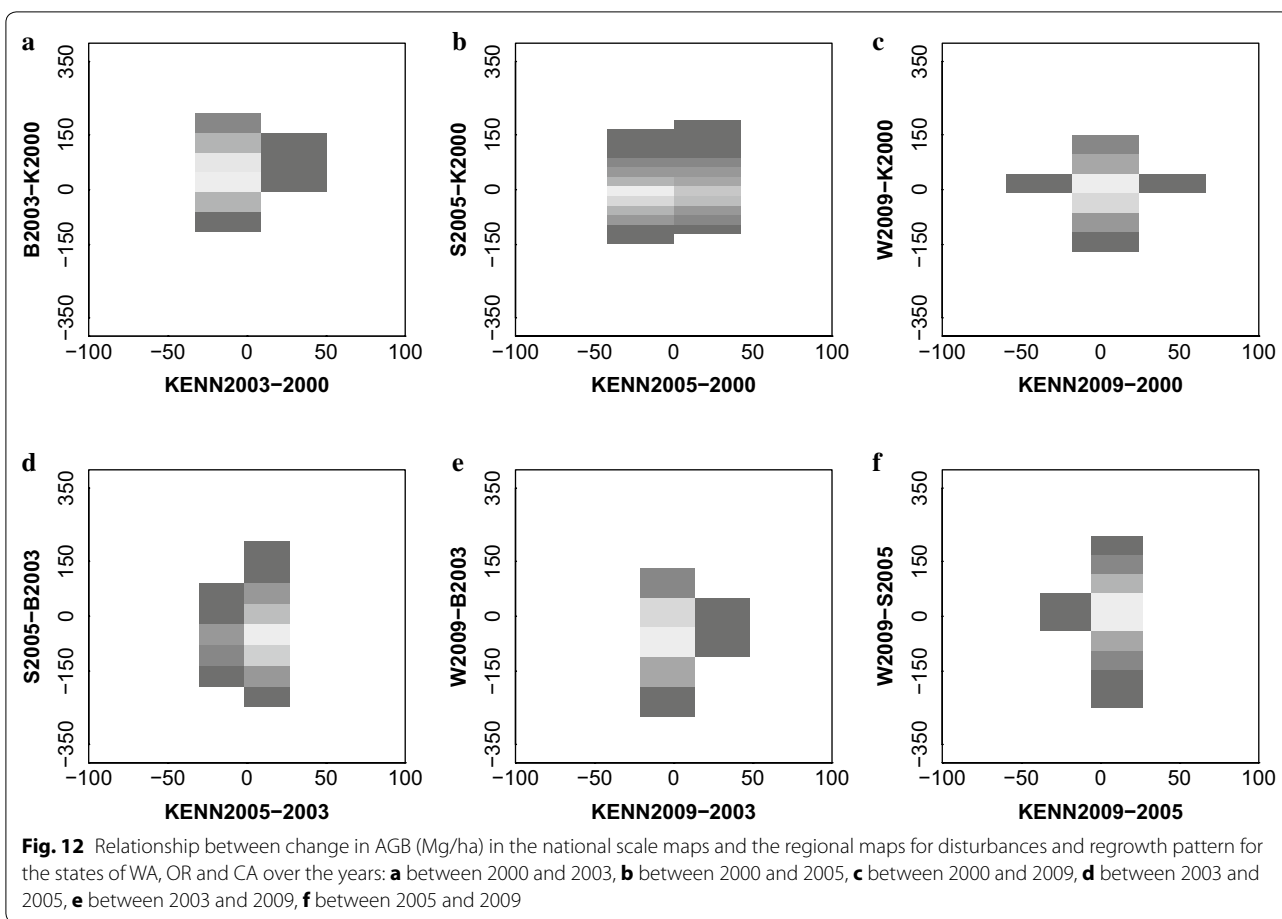 a
350
150
0
−150
−350
B2003−K2000
−100 −50 0 50 100
KENN2003−2000
b
350
150
0
−150
−350
S2005−K2000
−100 −50 0 50 100
KENN2005−2000
c
350
150
0
−150
−350
W2009−K2000
−100 −50 0 50 100
KENN2009−2000
d
350
150
0
−150
−350
S2005−B2003
−100 −50 0 50 100
KENN2005−2003
e
350
150
0
−150
−350
W2009−B2003
−100 −50 0 50 100
KENN2009−2003
f
350
150
0
−150
−350
W2009−S2005
−100 −50 0 50 100
KENN2009−2005
Fig. 12 Relationship between change in AGB (Mg/ha) in the national scale maps and the regional maps for disturbances and regrowth pattern for
the states of WA, OR and CA over the years: a between 2000 and 2003, b between 2000 and 2005, c between 2000 and 2009, d between 2003 and
2005, e between 2003 and 2009, f between 2005 and 2009